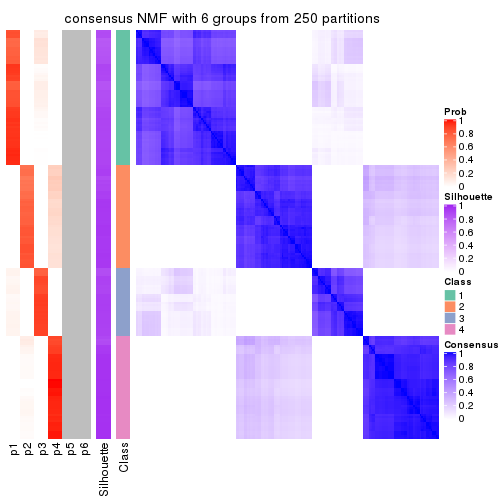 consensus NMF with 6 groups from 250 partitions
Prob
1
0.8
0.6
0.4
0.2
0
Silhouette
1
0.8
0.6
0.4
0.2
0
Class
1
2
3
4
Consensus
1
0.8
0.6
0.4
0.2
0
p1
p2
p3
p4
p5
p6
Silhouette
Class